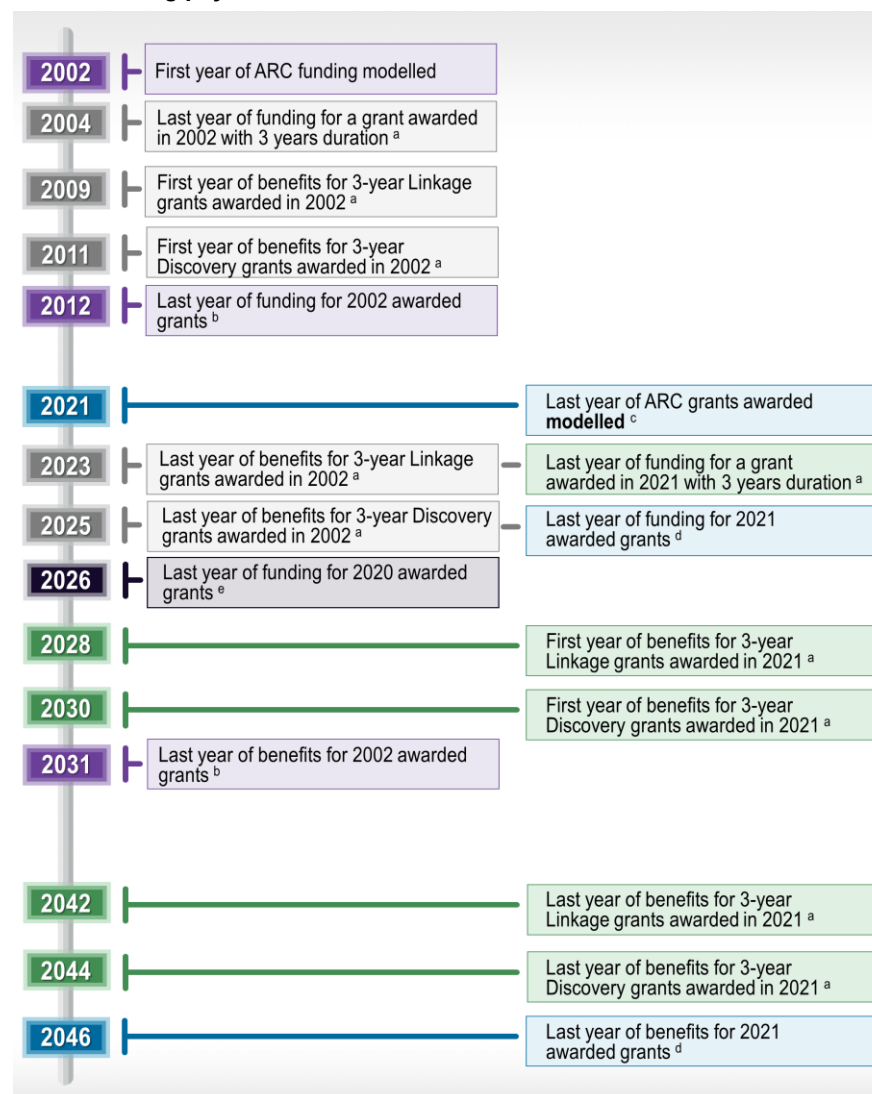 2002
First year of ARC funding modelled
2004
Last year of funding for a grant awarded
in 2002 with 3 years duration a
2009
First year of benefits for 3-year Linkage
grants awarded in 2002 a
2011
First year of benefits for 3-year
Discovery grants awarded in 2002 a
2012
Last year of funding for 2002 awarded
grants b
2021
Last year of ARC grants awarded
modelled c
2023
Last year of benefits for 3-year Linkage
grants awarded in 2002 a
Last year of funding for a grant
awarded in 2021 with 3 years duration a
2025
Last year of benefits for 3-year Discovery
grants awarded in 2002 a
Last year of funding for 2021
awarded grants d
2026
Last year of funding for 2020 awarded
grants e
2028
First year of benefits for 3-year
Linkage grants awarded in 2021 a
2030
First year of benefits for 3-year
Discovery grants awarded in 2021 a
2031
Last year of benefits for 2002 awarded
grants b
2042
Last year of benefits for 3-year
Linkage grants awarded in 2021 a
2044
Last year of benefits for 3-year
Discovery grants awarded in 2021 a
2046
Last year of benefits for 2021
awarded grants d